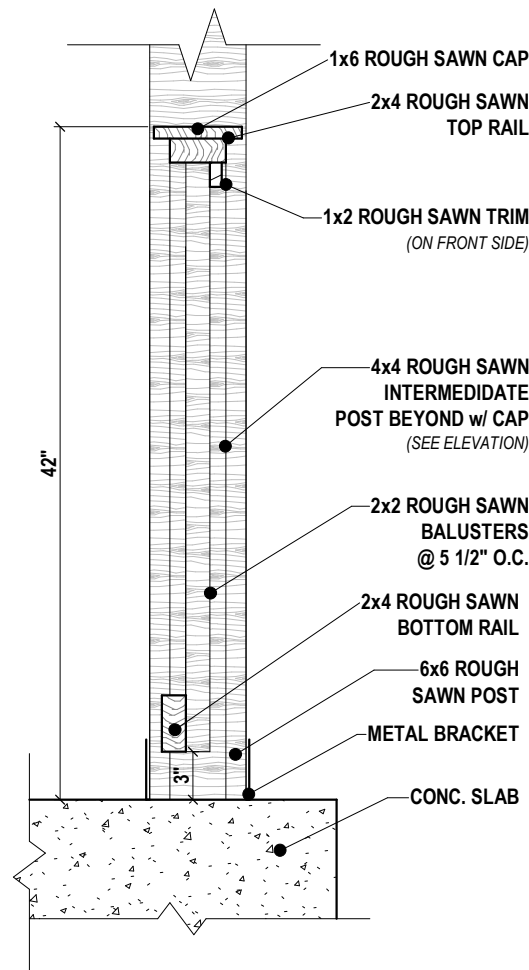 1x6 ROUGH SAWN CAP
2x4 ROUGH SAWN
TOP RAIL
1x2 ROUGH SAWN TRIM
(ON FRONT SIDE)
4x4 ROUGH SAWN
INTERMEDIDATE
POST BEYOND w/ CAP
(SEE ELEVATION)
42"
2x2 ROUGH SAWN
BALUSTERS
@ 5 1/2" O.C.
2x4 ROUGH SAWN
BOTTOM RAIL
6x6 ROUGH
SAWN POST
METAL BRACKET
3"
CONC. SLAB